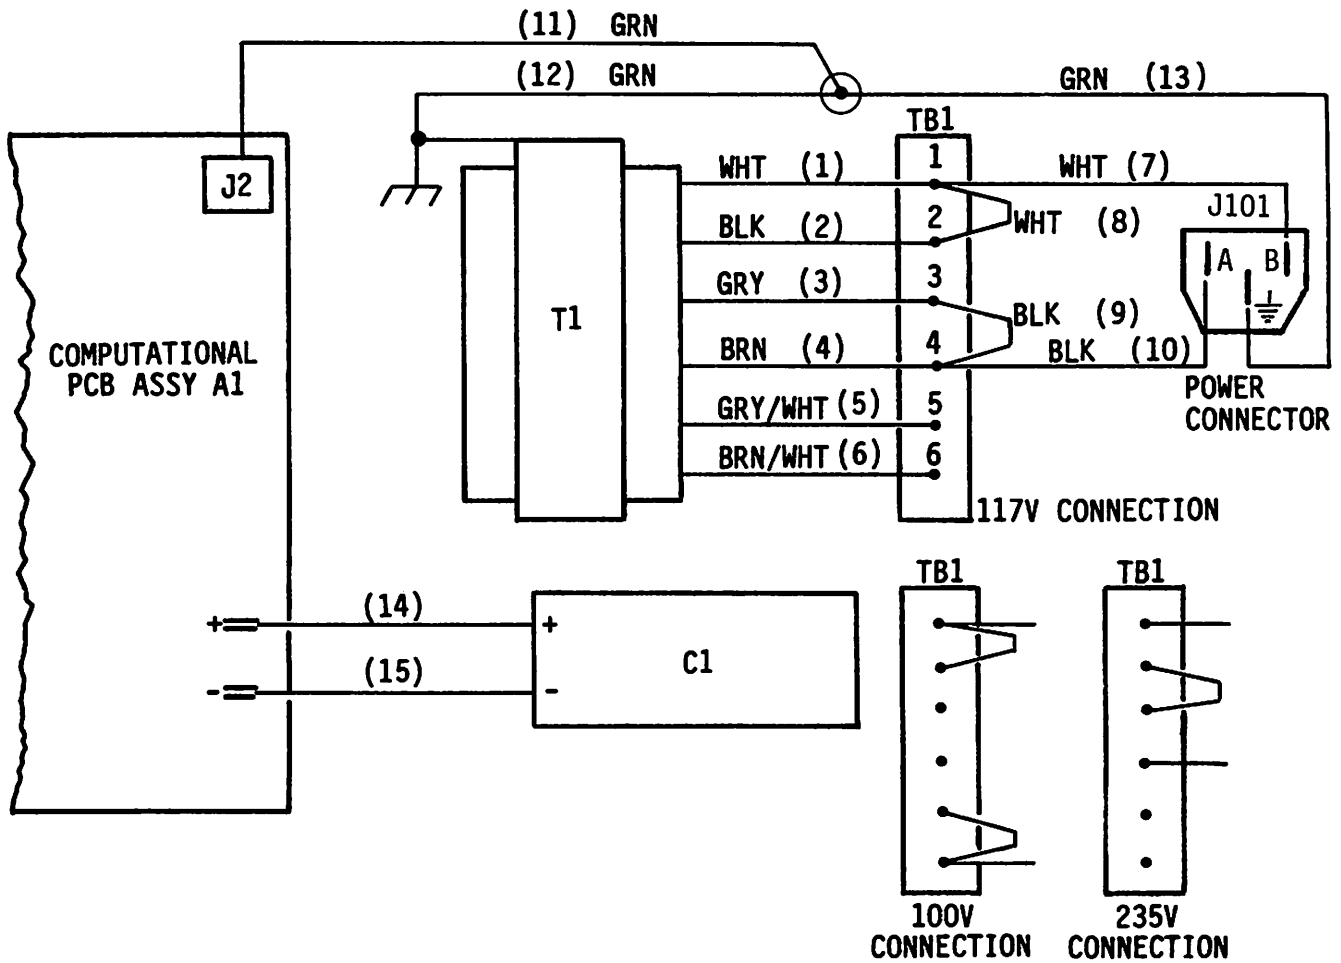 (11) GRN
(12) GRN
GRN (13)
TB1
J2
WHT (1)
1
WHT (7)
BLK (2)
2
WHT (8)
J101
A B
GRY (3)
3
BLK (9)
T1
BRN (4)
4
BLK (10)
COMPUTATIONAL
PCB ASSY A1
POWER
CONNECTOR
GRY/WHT (5)
5
BRN/WHT (6)
6
117V CONNECTION
TB1
TB1
+
(14)
+
C1
-
(15)
-
100V
CONNECTION
235V
CONNECTION